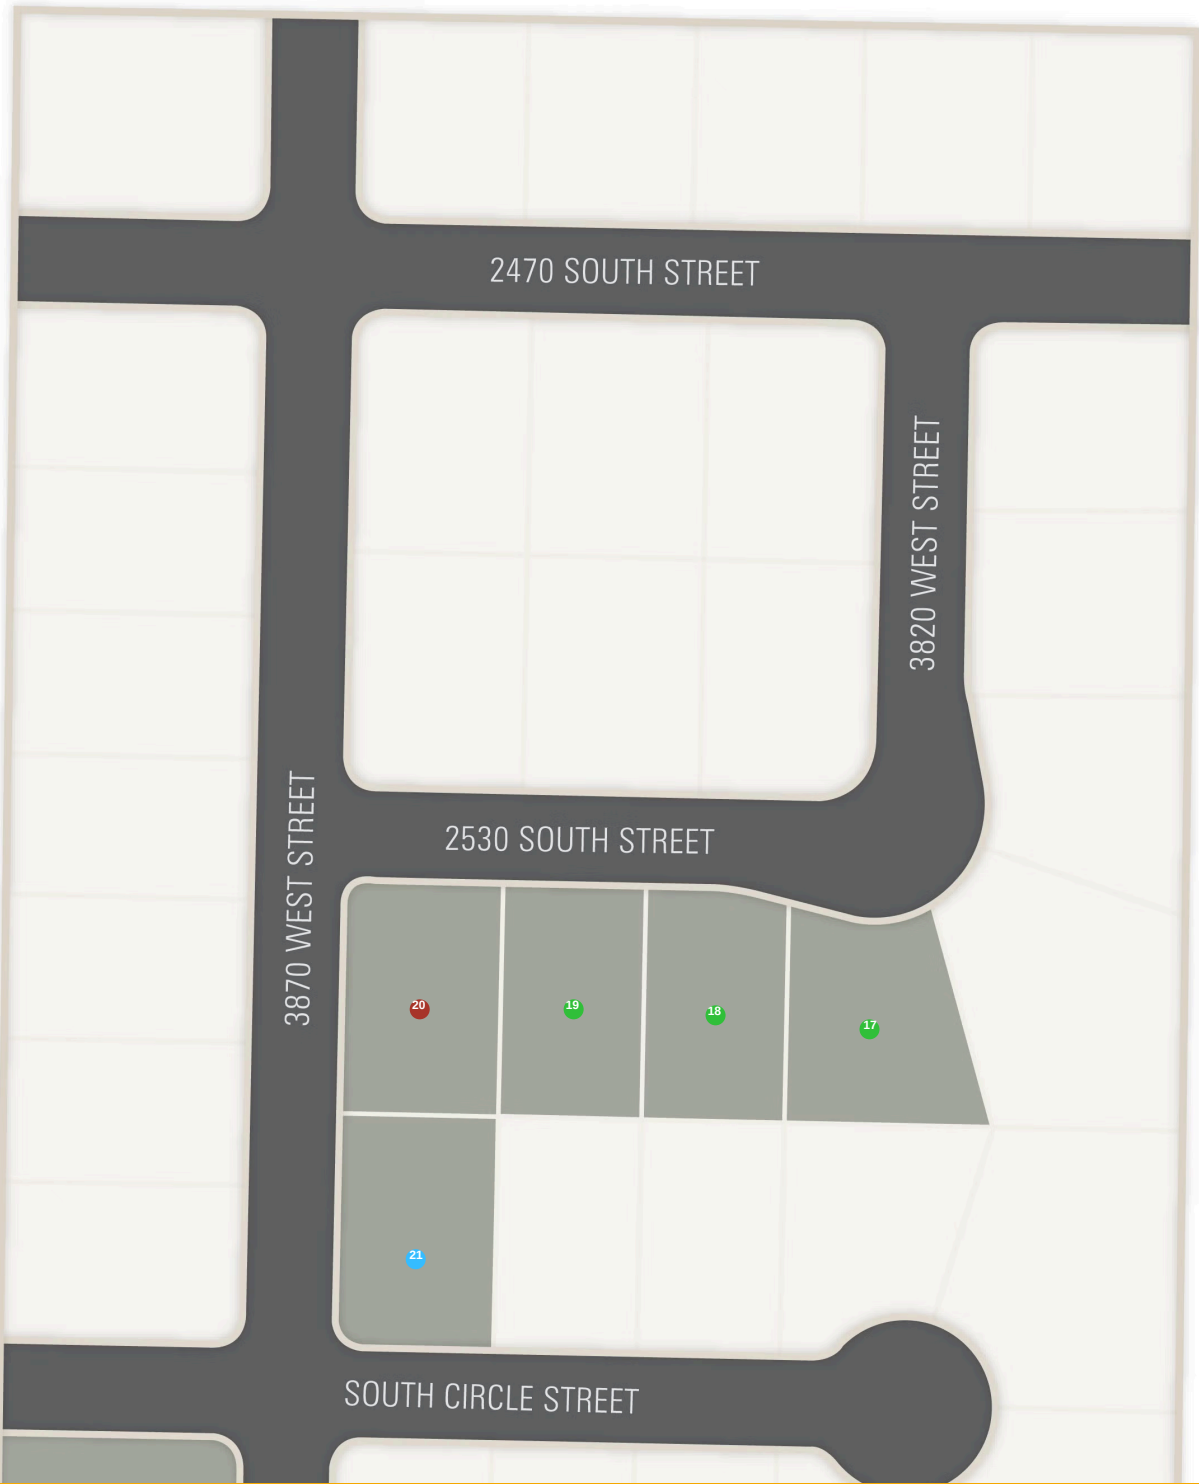 2470 SOUTH STREET
3820 WEST STREET
3870 WEST STREET
2530 SOUTH STREET
20
19
18
17
21
SOUTH CIRCLE STREET